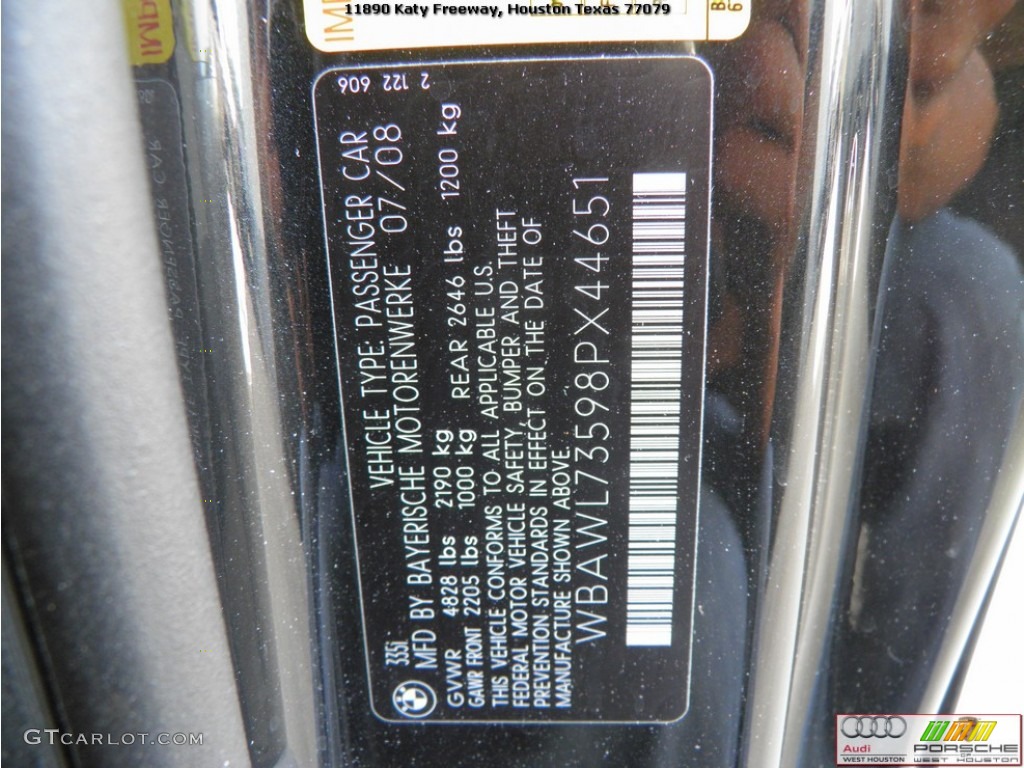 11890 Katy Freeway, Houston Texas 77079
2 122 606
335i
VEHICLE TYPE: PASSENGER CAR
MFD BY BAYERISCHE MOTORENWERKE 07/08
GVWR 4828 lbs 2190 kg
GAWR FRONT 2205 lbs 1000 kg REAR 2646 lbs 1200 kg
THIS VEHICLE CONFORMS TO ALL APPLICABLE U.S.
FEDERAL MOTOR VEHICLE SAFETY, BUMPER AND THEFT
PREVENTION STANDARDS IN EFFECT ON THE DATE OF
MANUFACTURE SHOWN ABOVE.
WBAWL73598PX44651
GTcarlot.com
Audi
WEST HOUSTON
PORSCHE
OF
WEST HOUSTON